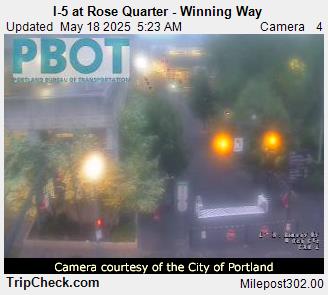 I-5 at Rose Quarter - Winning Way
Updated May 18 2025 5:23 AM Camera 4
PBOT
PORTLAND BUREAU OF TRANSPORTATION
Camera courtesy of the City of Portland
TripCheck.com Milepost302.00